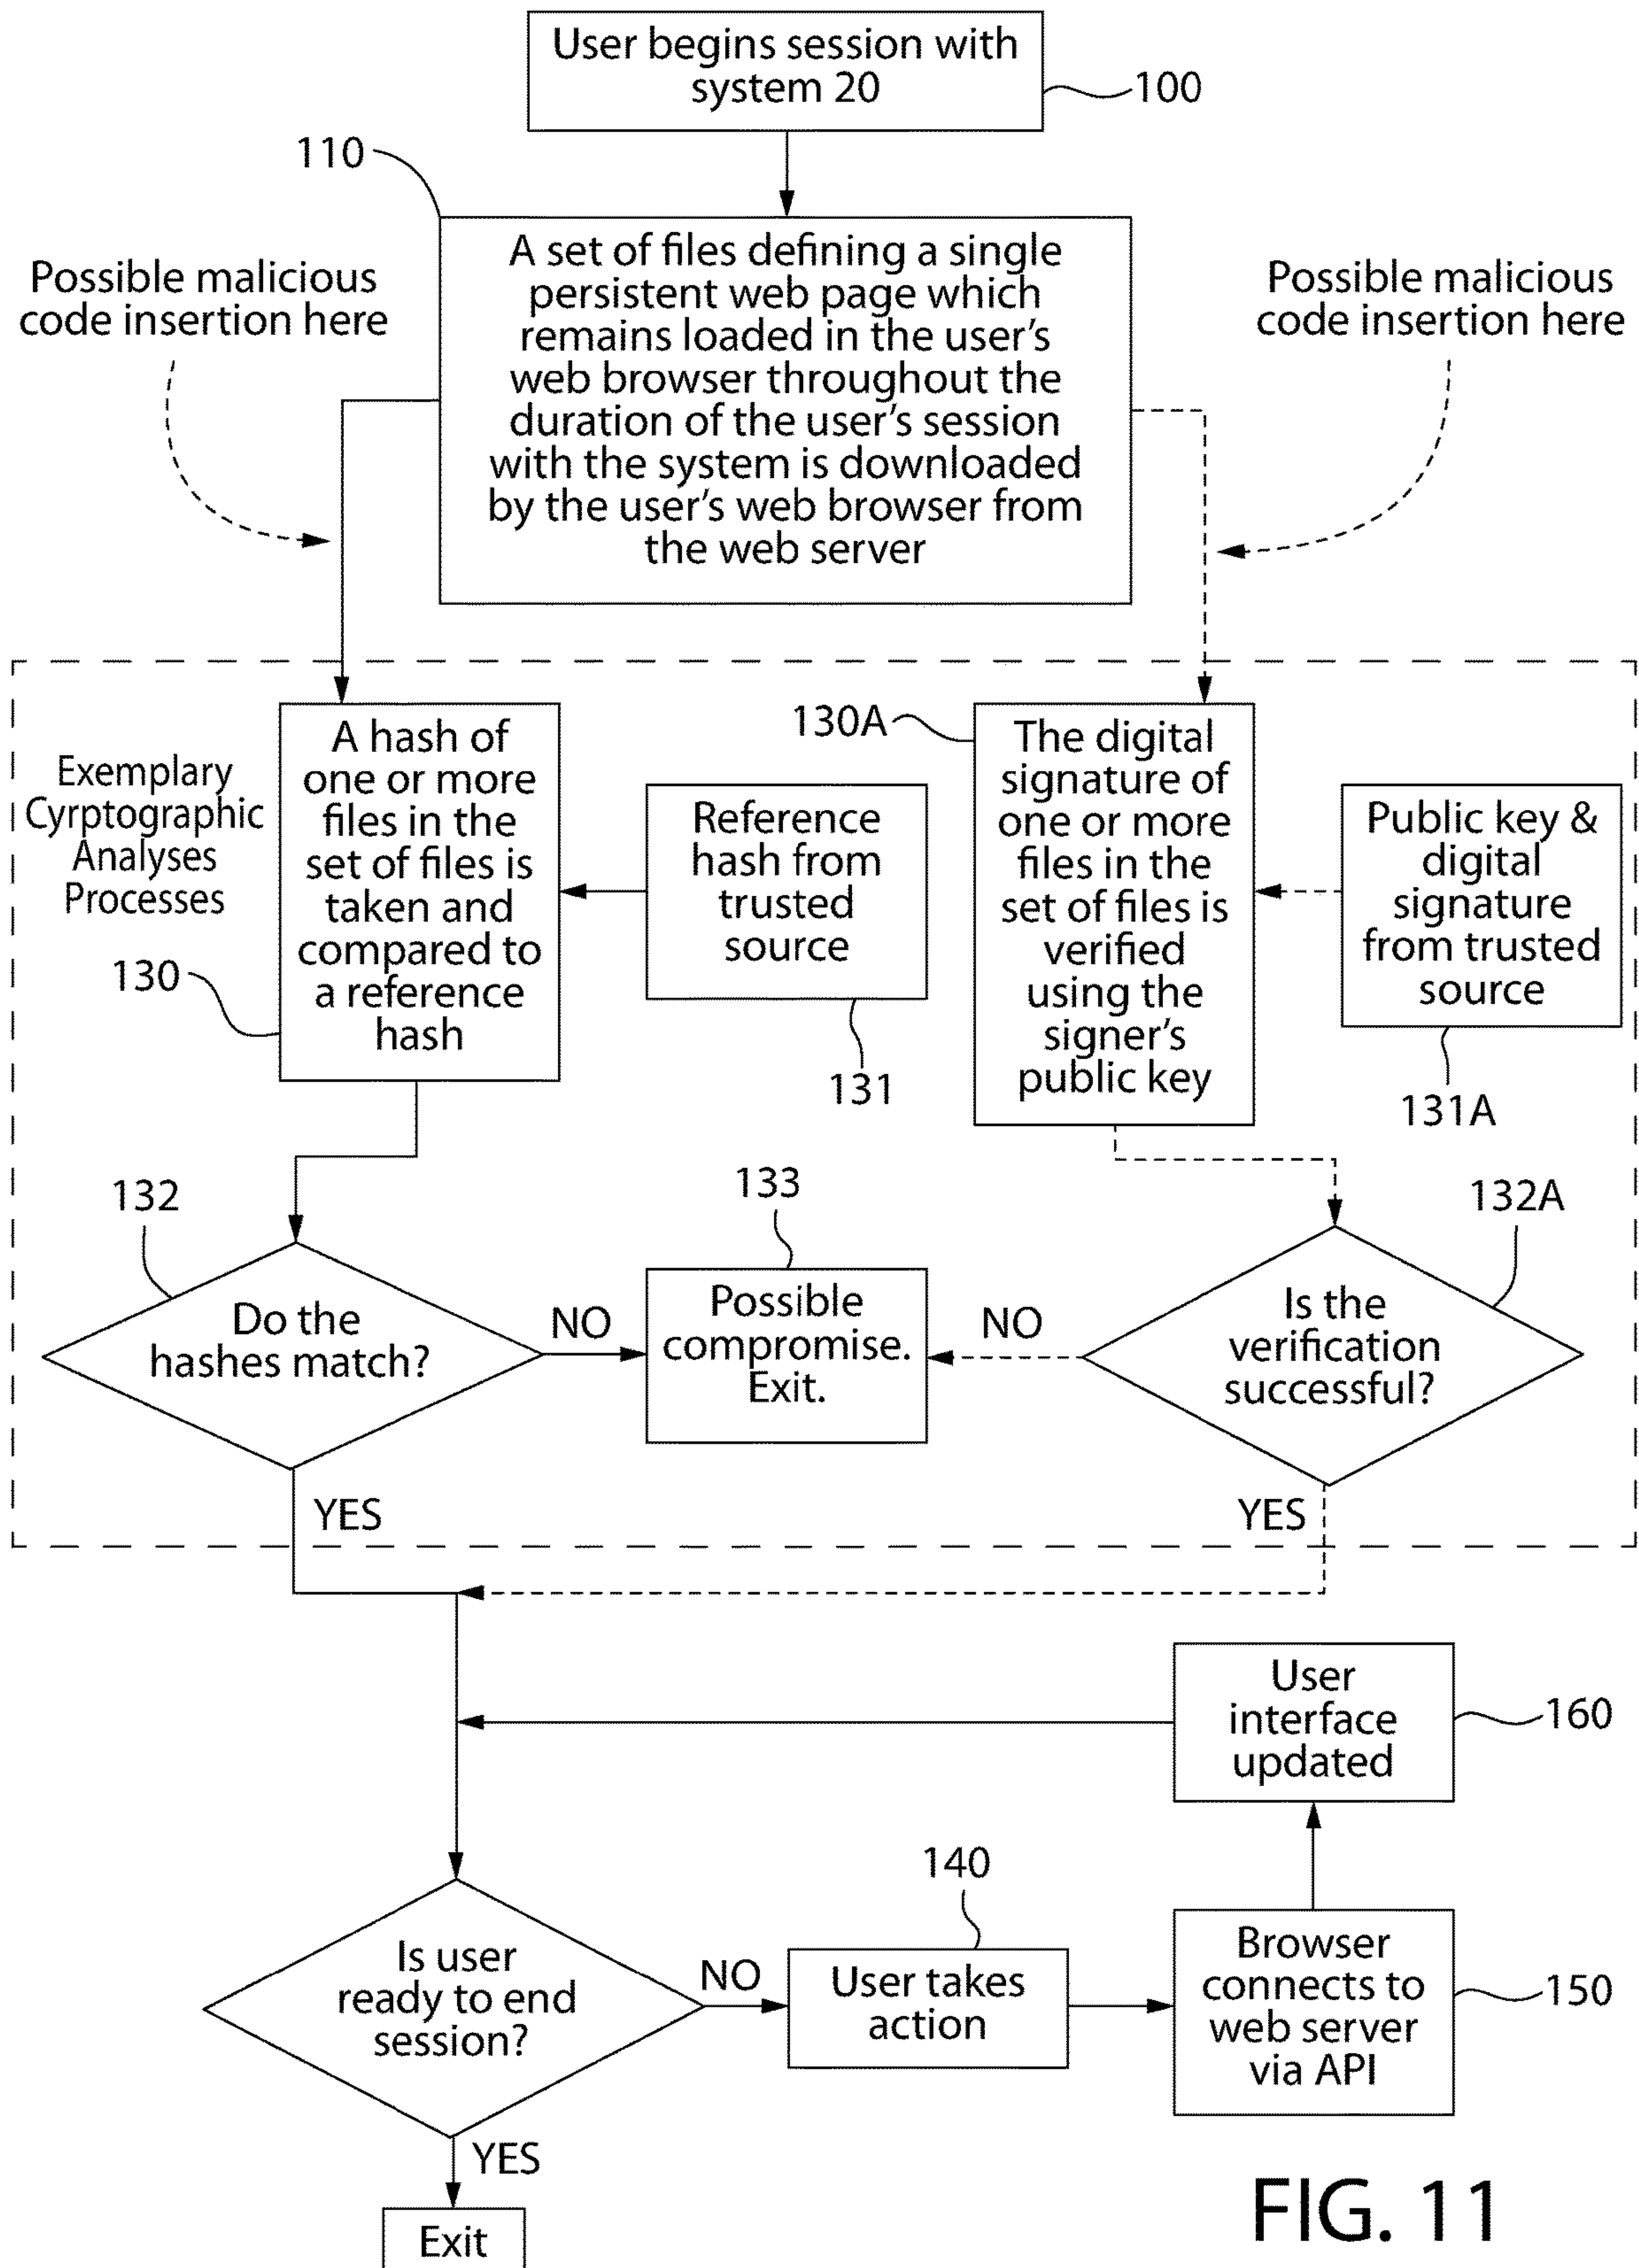 User begins session with
system 20
100
110
Possible malicious
code insertion here
A set of files defining a single
persistent web page which
remains loaded in the user's
web browser throughout the
duration of the user's session
with the system is downloaded
by the user's web browser from
the web server
Possible malicious
code insertion here
Exemplary
Cyrptographic
Analyses
Processes
130
A hash of
one or more
files in the
set of files is
taken and
compared to
a reference
hash
Reference
hash from
trusted
source
131
130A
The digital
signature of
one or more
files in the
set of files is
verified
using the
signer's
public key
Public key &
digital
signature
from trusted
source
131A
132
Do the
hashes match?
NO
133
Possible
compromise.
Exit.
NO
132A
Is the
verification
successful?
YES
YES
User
interface
updated
160
Is user
ready to end
session?
NO
140
User takes
action
Browser
connects to
web server
via API
150
YES
Exit
FIG. 11